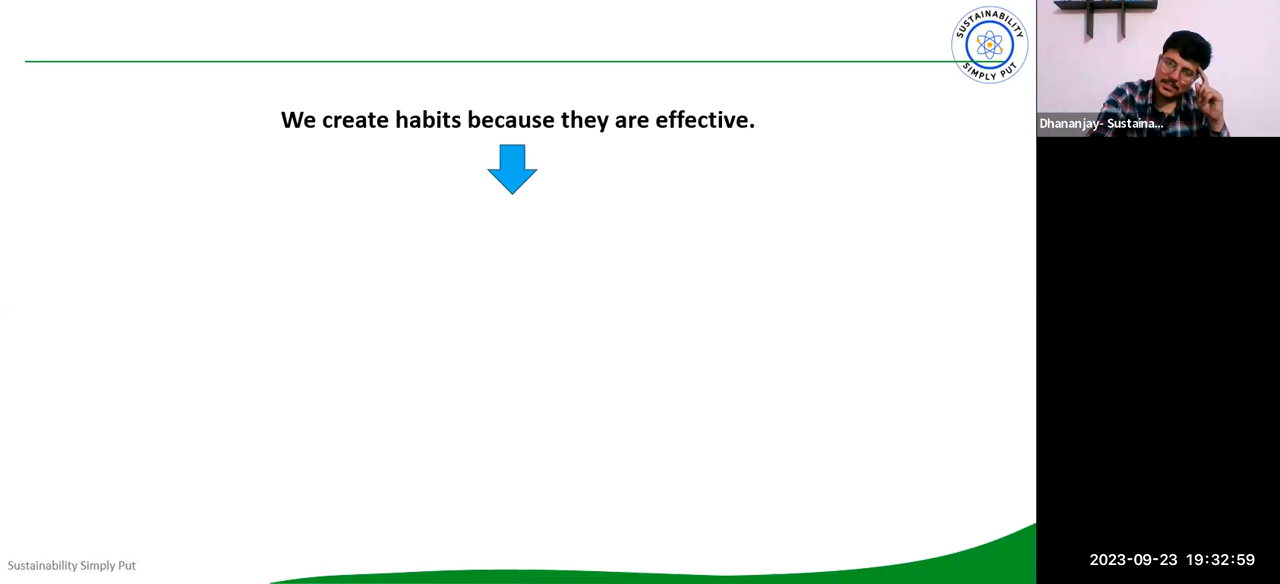 SUSTAINABILITY
SIMPLY PUT
We create habits because they are effective.
Dhananjay- Sustaina...
Sustainability Simply Put
2023-09-23 19:32:59